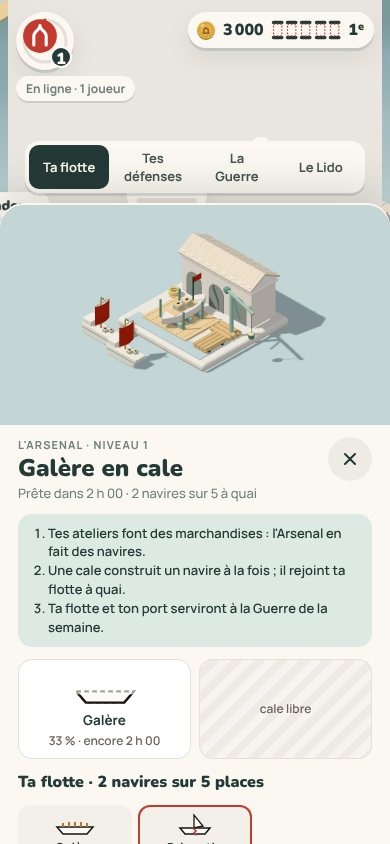 1
3 000
1e
En ligne · 1 joueur
Ta flotte
Tes défenses
La Guerre
Le Lido
L'ARSENAL · NIVEAU 1
Galère en cale
Prête dans 2 h 00 · 2 navires sur 5 à quai
1. Tes ateliers font des marchandises : l'Arsenal en
fait des navires.
2. Une cale construit un navire à la fois ; il rejoint ta
flotte à quai.
3. Ta flotte et ton port serviront à la Guerre de la
semaine.
Galère
33 % · encore 2 h 00
cale libre
Ta flotte · 2 navires sur 5 places